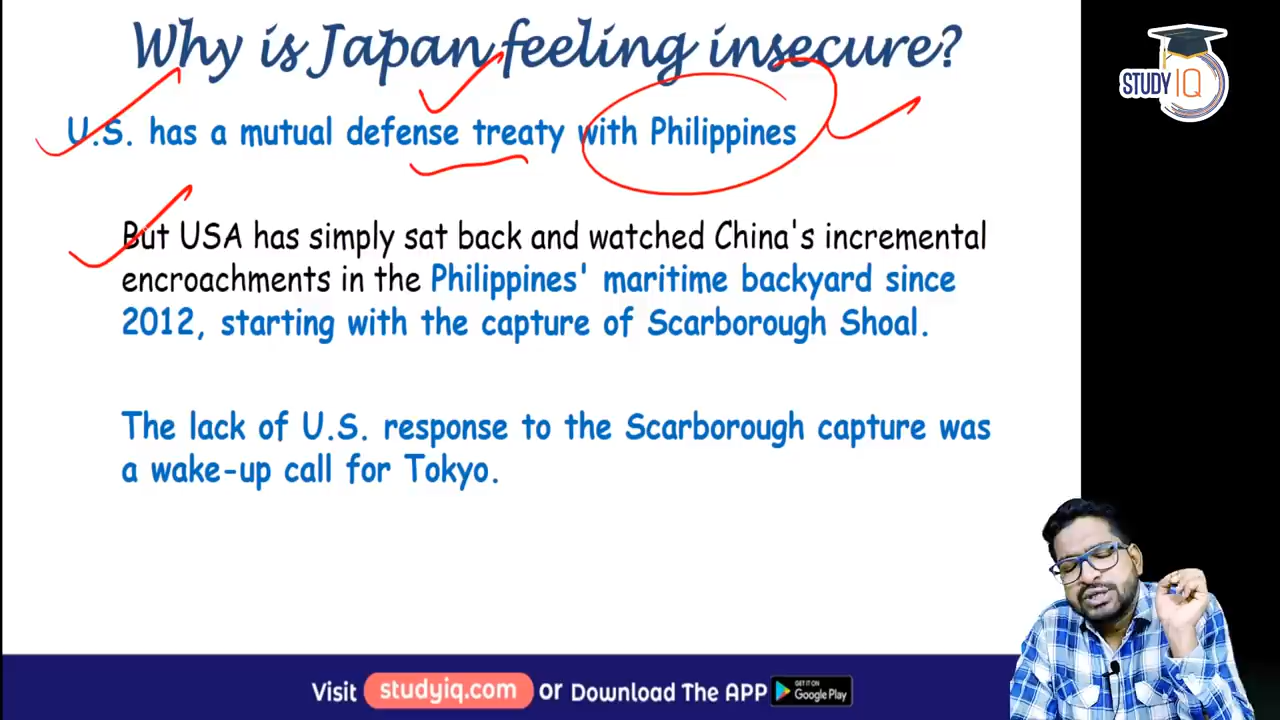 Why is Japan feeling insecure?
STUDY IQ
U.S. has a mutual defense treaty with Philippines
But USA has simply sat back and watched China's incremental
encroachments in the Philippines' maritime backyard since
2012, starting with the capture of Scarborough Shoal.
The lack of U.S. response to the Scarborough capture was
a wake-up call for Tokyo.
Visit studyiq.com or Download The APP GET IT ON Google Play